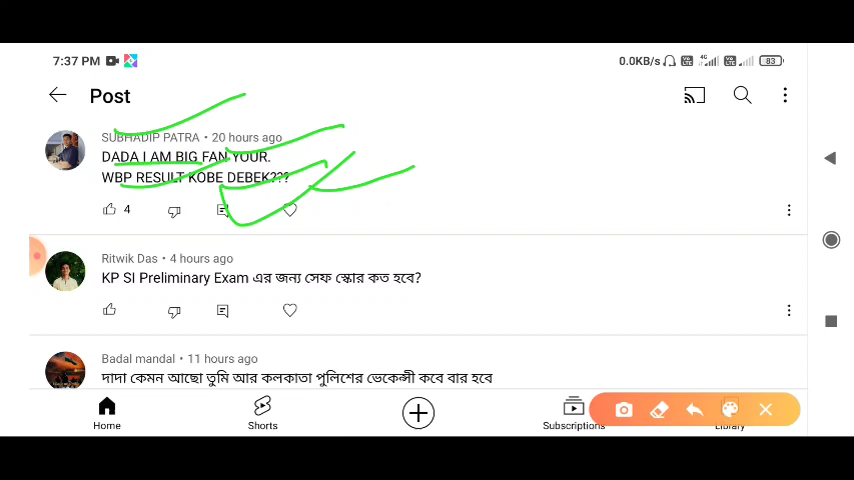 7:37 PM
0.0KB/s 4G 83
Post
SUBHADIP PATRA • 20 hours ago
DADA I AM BIG FAN YOUR.
WBP RESULT KOBE DEBEK???
4
Ritwik Das • 4 hours ago
KP SI Preliminary Exam এর জন্য সেফ স্কোর কত হবে?
Badal mandal • 11 hours ago
দাদা কেমন আছো তুমি আর কলকাতা পুলিশের ভেকেন্সী কবে বার হবে
Home Shorts Subscriptions Library